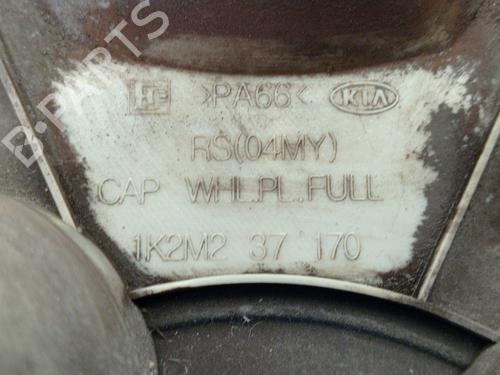 B-PARTS
>PA66< KIA
RS(04MY)
CAP WHL.PL.FULL
1K2M2 37 170